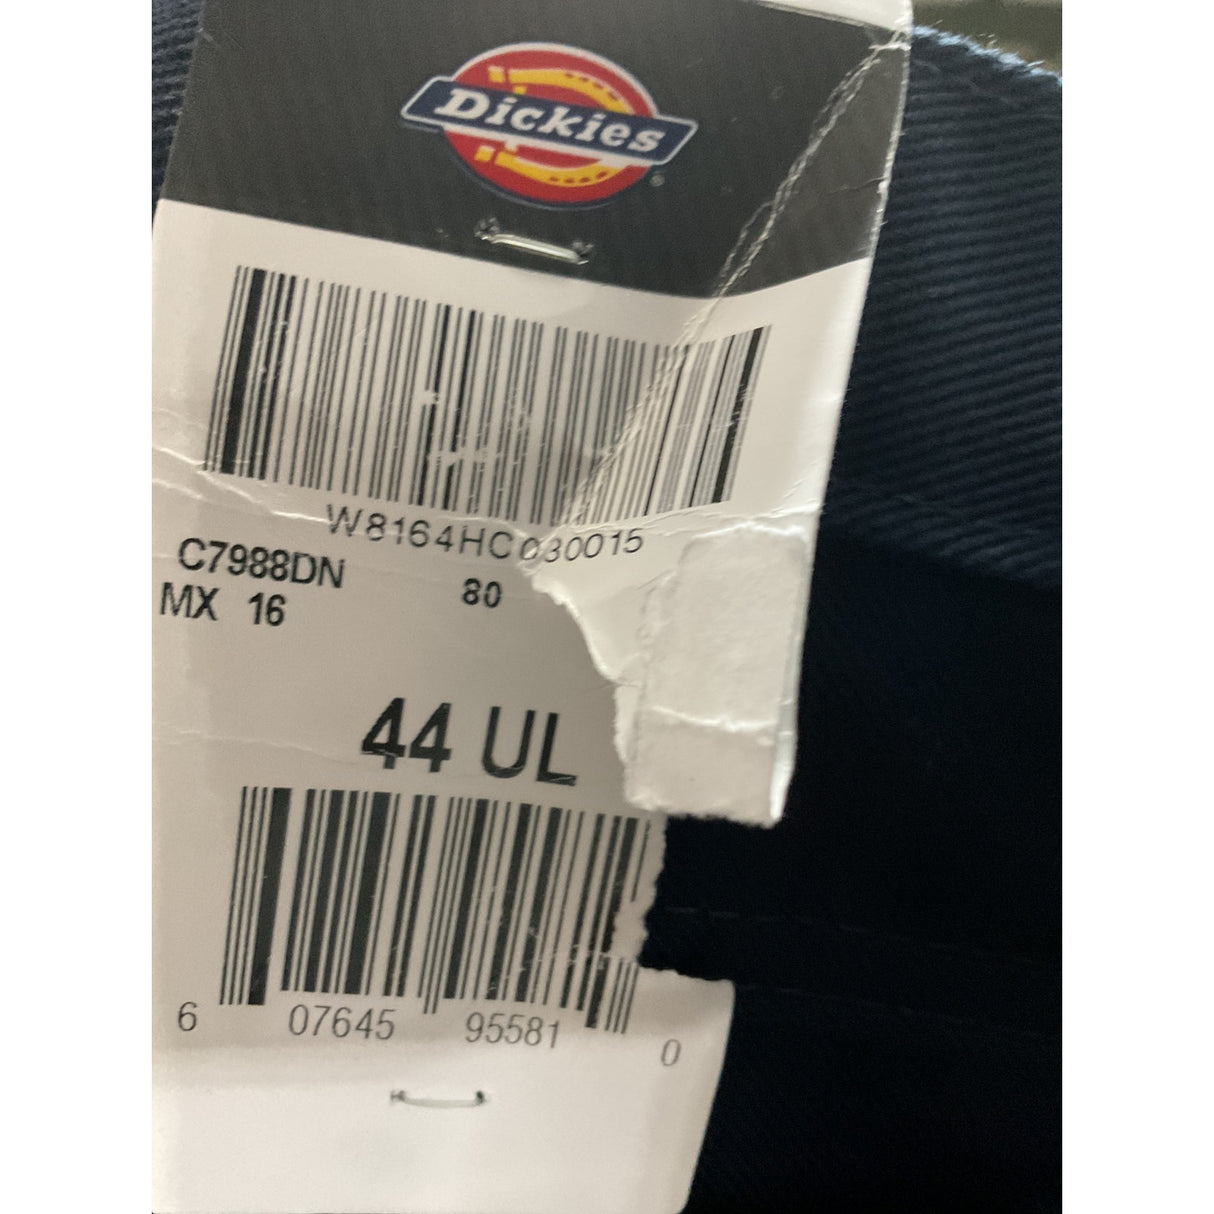 Dickies
W8164HC030015
C7988DN
MX 16 80
44 UL
6 07645 95581 0